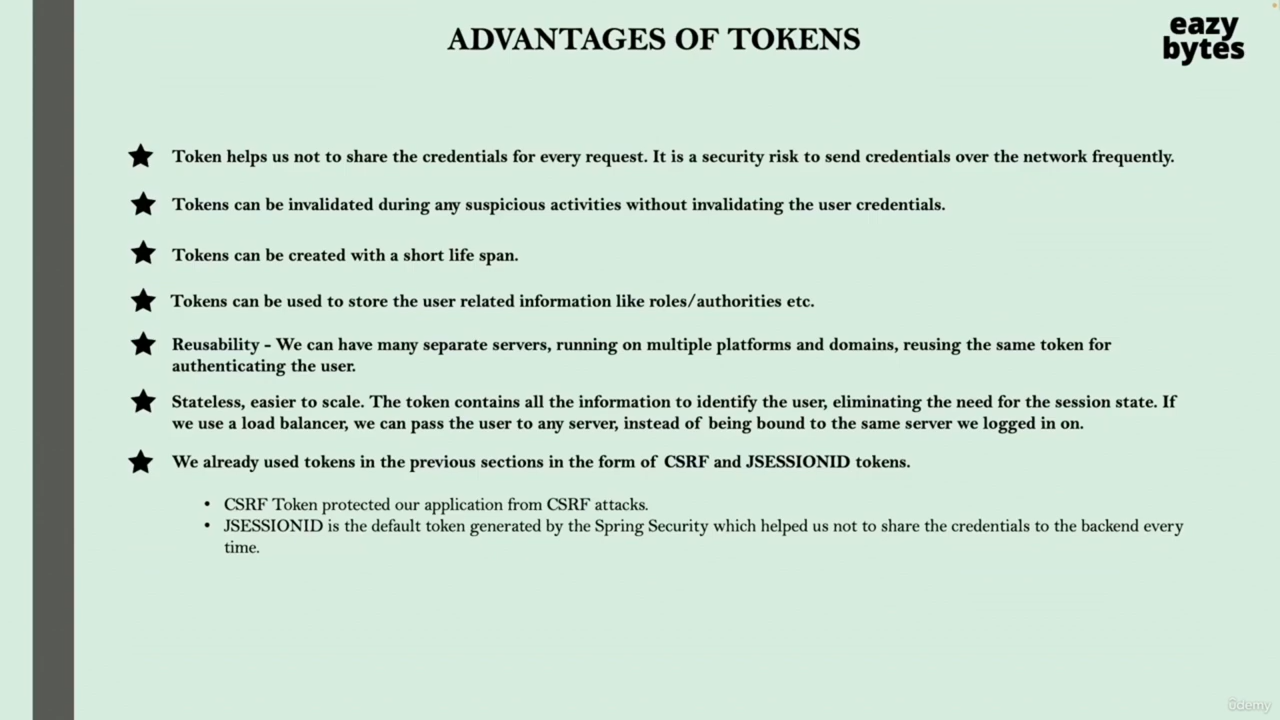 ADVANTAGES OF TOKENS
eazy
bytes
Token helps us not to share the credentials for every request. It is a security risk to send credentials over the network frequently.
Tokens can be invalidated during any suspicious activities without invalidating the user credentials.
Tokens can be created with a short life span.
Tokens can be used to store the user related information like roles/authorities etc.
Reusability - We can have many separate servers, running on multiple platforms and domains, reusing the same token for
authenticating the user.
Stateless, easier to scale. The token contains all the information to identify the user, eliminating the need for the session state. If
we use a load balancer, we can pass the user to any server, instead of being bound to the same server we logged in on.
We already used tokens in the previous sections in the form of CSRF and JSESSIONID tokens.
• CSRF Token protected our application from CSRF attacks.
• JSESSIONID is the default token generated by the Spring Security which helped us not to share the credentials to the backend every
time.
ûdemy